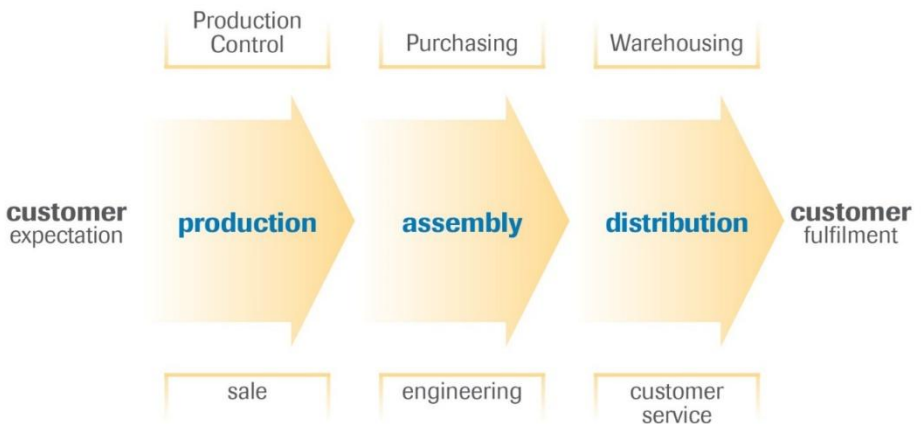 Production
Control
Purchasing
Warehousing
customer
expectation
production
assembly
distribution
customer
fulfilment
sale
engineering
customer
service